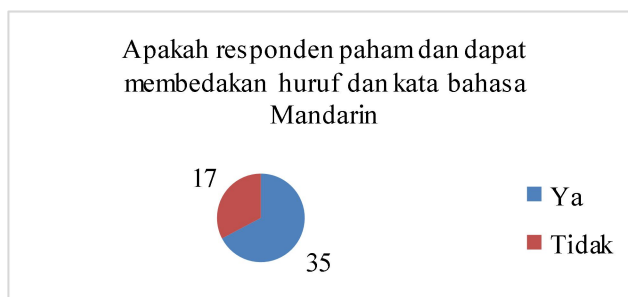 Apakah responden paham dan dapat
membedakan huruf dan kata bahasa
Mandarin
17
35
Ya
Tidak